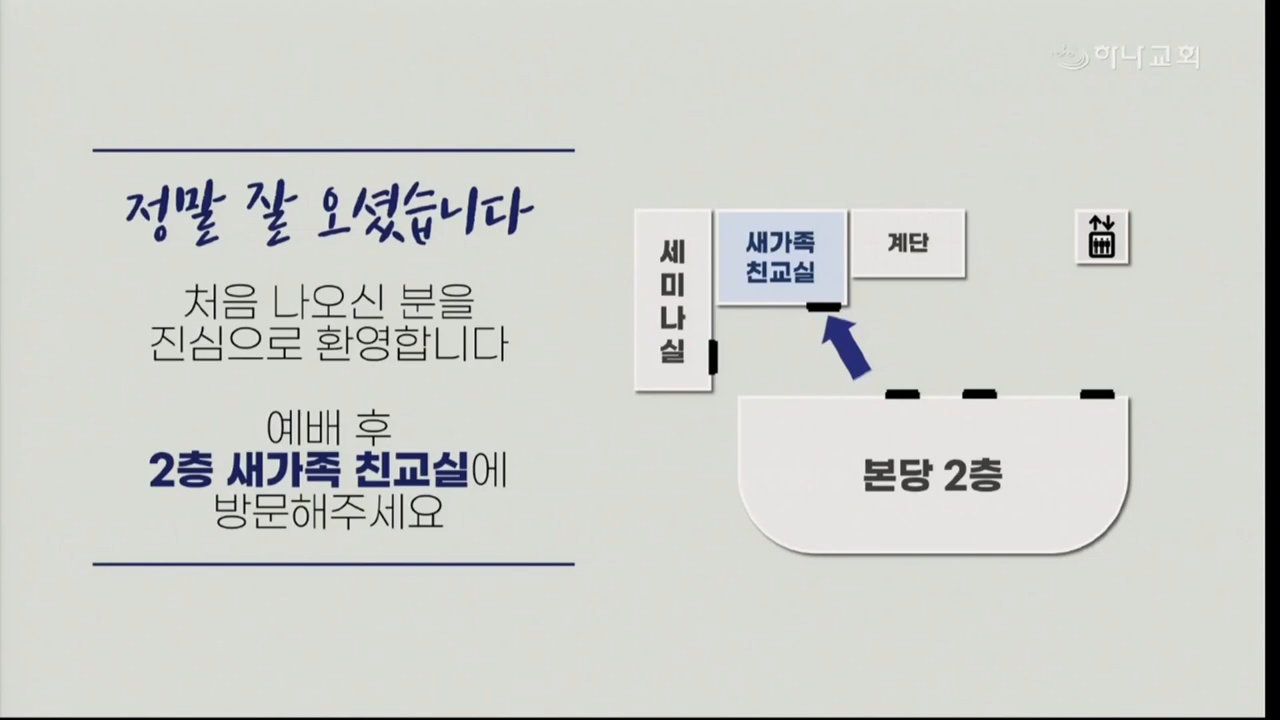 하나교회
정말 잘 오셨습니다
처음 나오신 분을
진심으로 환영합니다
예배 후
2층 새가족 친교실에
방문해주세요
세미나실
새가족
친교실
계단
본당 2층